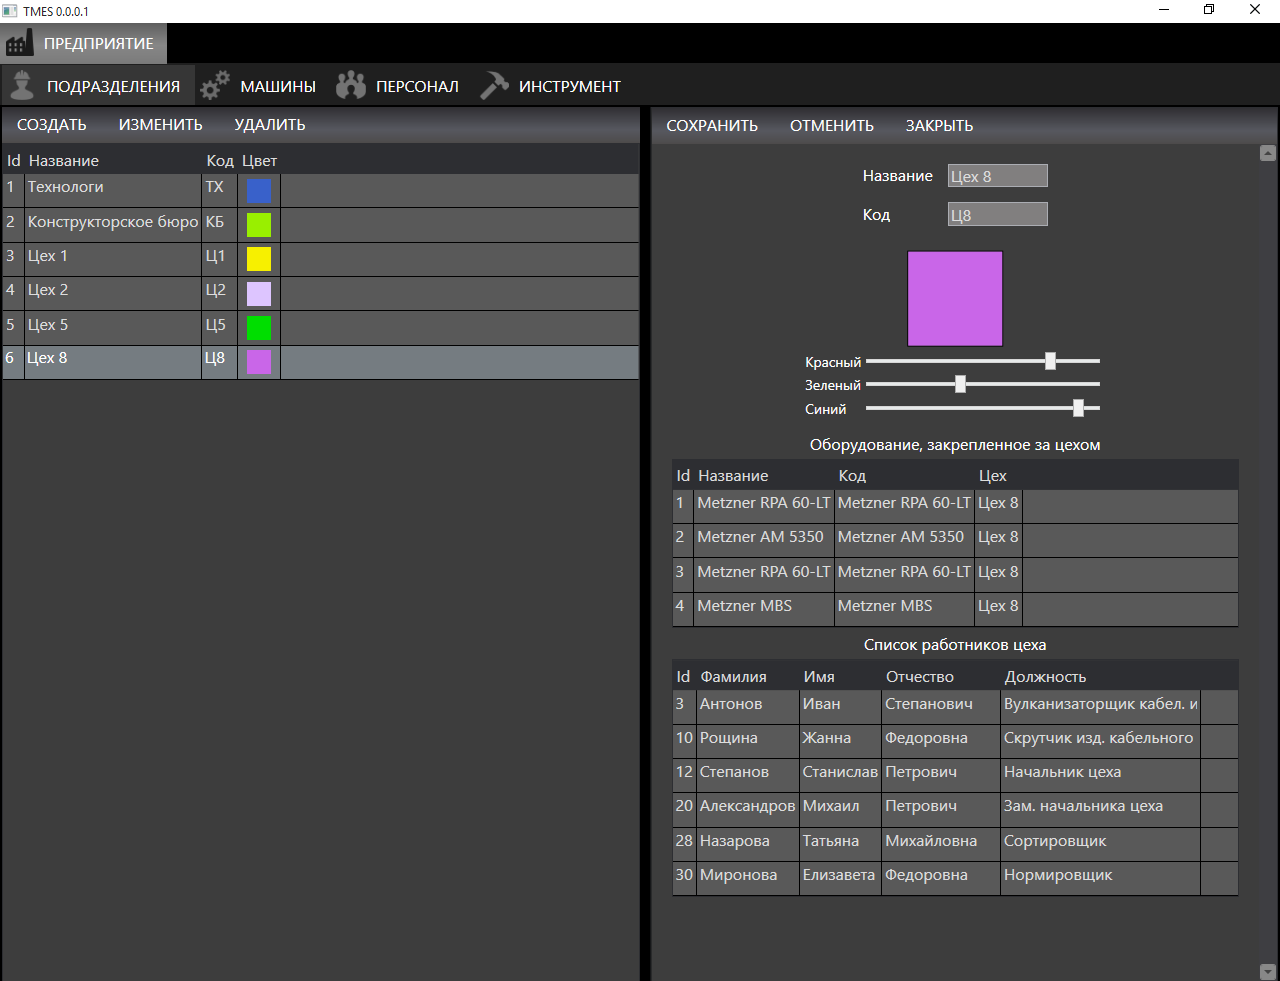 TMES 0.0.0.1
ПРЕДПРИЯТИЕ
ПОДРАЗДЕЛЕНИЯ МАШИНЫ ПЕРСОНАЛ ИНСТРУМЕНТ
СОЗДАТЬ ИЗМЕНИТЬ УДАЛИТЬ
Id Название Код Цвет
1 Технологи ТХ
2 Конструкторское бюро КБ
3 Цех 1 Ц1
4 Цех 2 Ц2
5 Цех 5 Ц5
6 Цех 8 Ц8
СОХРАНИТЬ ОТМЕНИТЬ ЗАКРЫТЬ
Название Цех 8
Код Ц8
Красный
Зеленый
Синий
Оборудование, закрепленное за цехом
Id Название Код Цех
1 Metzner RPA 60-LT Metzner RPA 60-LT Цех 8
2 Metzner AM 5350 Metzner AM 5350 Цех 8
3 Metzner RPA 60-LT Metzner RPA 60-LT Цех 8
4 Metzner MBS Metzner MBS Цех 8
Список работников цеха
Id Фамилия Имя Отчество Должность
3 Антонов Иван Степанович Вулканизаторщик кабел. и
10 Рощина Жанна Федоровна Скрутчик изд. кабельного
12 Степанов Станислав Петрович Начальник цеха
20 Александров Михаил Петрович Зам. начальника цеха
28 Назарова Татьяна Михайловна Сортировщик
30 Миронова Елизавета Федоровна Нормировщик